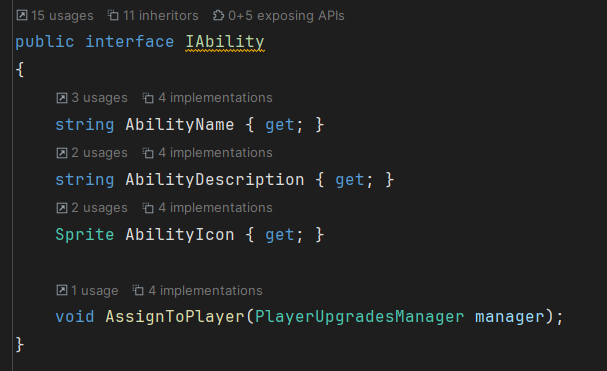 15 usages 11 inheritors 0+5 exposing APIs
public interface IAbility
{
3 usages 4 implementations
string AbilityName { get; }
2 usages 4 implementations
string AbilityDescription { get; }
2 usages 4 implementations
Sprite AbilityIcon { get; }
1 usage 4 implementations
void AssignToPlayer(PlayerUpgradesManager manager);
}